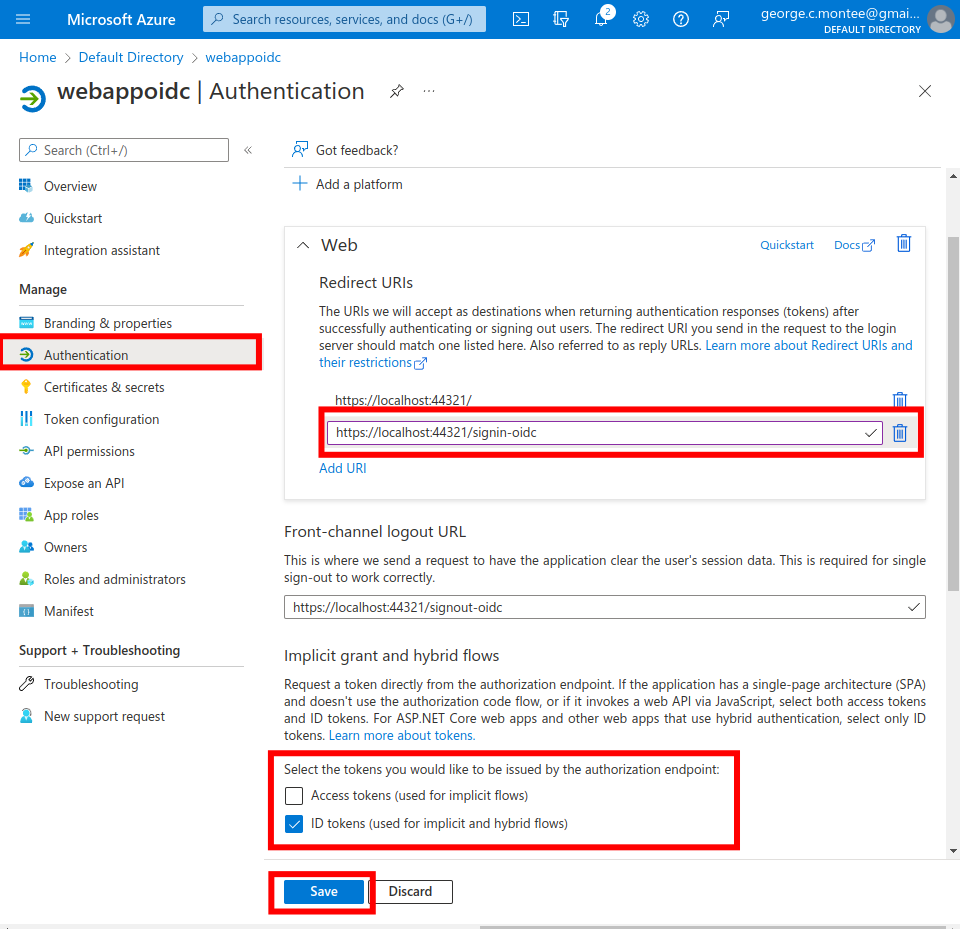 Microsoft Azure
Search resources, services, and docs (G+/)
2
george.c.montee@gmai...
DEFAULT DIRECTORY
Home > Default Directory > webappoidc
webappoidc | Authentication
Search (Ctrl+/)
Overview
Quickstart
Integration assistant
Manage
Branding & properties
Authentication
Certificates & secrets
Token configuration
API permissions
Expose an API
App roles
Owners
Roles and administrators
Manifest
Support + Troubleshooting
Troubleshooting
New support request
Got feedback?
Add a platform
Web
Quickstart
Docs
Redirect URIs
The URIs we will accept as destinations when returning authentication responses (tokens) after
successfully authenticating or signing out users. The redirect URI you send in the request to the login
server should match one listed here. Also referred to as reply URLs. Learn more about Redirect URIs and
their restrictions
https://localhost:44321/
https://localhost:44321/signin-oidc
Add URI
Front-channel logout URL
This is where we send a request to have the application clear the user's session data. This is required for single
sign-out to work correctly.
https://localhost:44321/signout-oidc
Implicit grant and hybrid flows
Request a token directly from the authorization endpoint. If the application has a single-page architecture (SPA)
and doesn't use the authorization code flow, or if it invokes a web API via JavaScript, select both access tokens
and ID tokens. For ASP.NET Core web apps and other web apps that use hybrid authentication, select only ID
tokens. Learn more about tokens.
Select the tokens you would like to be issued by the authorization endpoint:
Access tokens (used for implicit flows)
ID tokens (used for implicit and hybrid flows)
Save
Discard